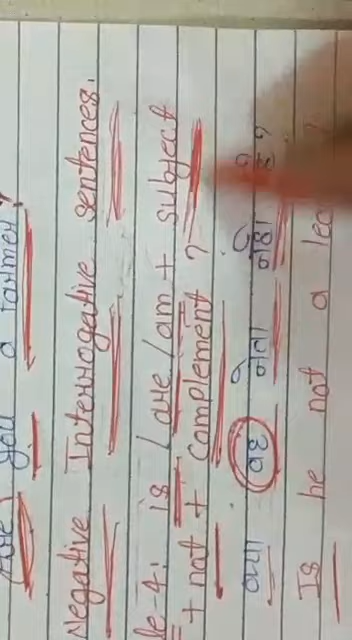 (Are) you a farmer?
Negative Interrogative sentences.
le-4: is /are/am + subject
+ not + complement ?
क्या वह नेता नहीं है?
Is he not a lea